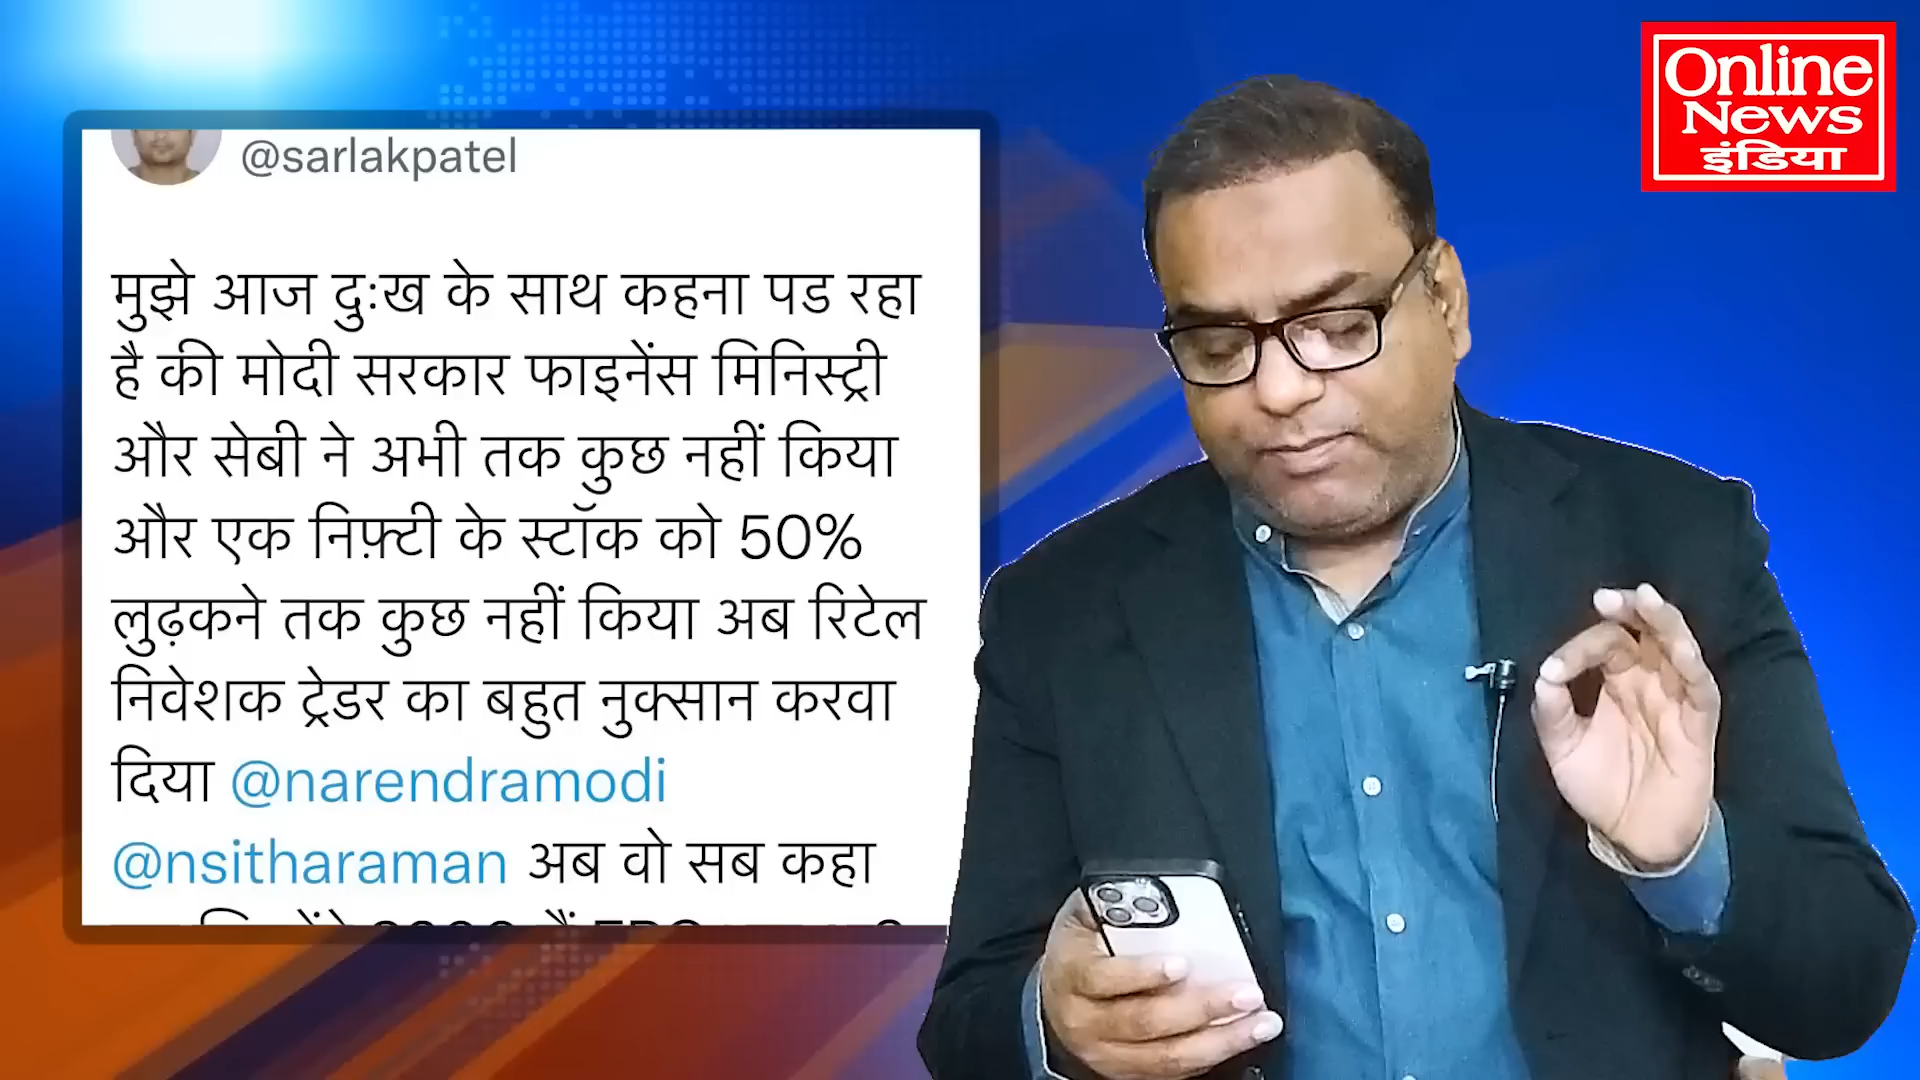 @sarlakpatel
मुझे आज दुःख के साथ कहना पड रहा
है की मोदी सरकार फाइनेंस मिनिस्ट्री
और सेबी ने अभी तक कुछ नहीं किया
और एक निफ़्टी के स्टॉक को 50%
लुढ़कने तक कुछ नहीं किया अब रिटेल
निवेशक ट्रेडर का बहुत नुक्सान करवा
दिया @narendramodi
@nsitharaman अब वो सब कहा
Online
News
इंडिया